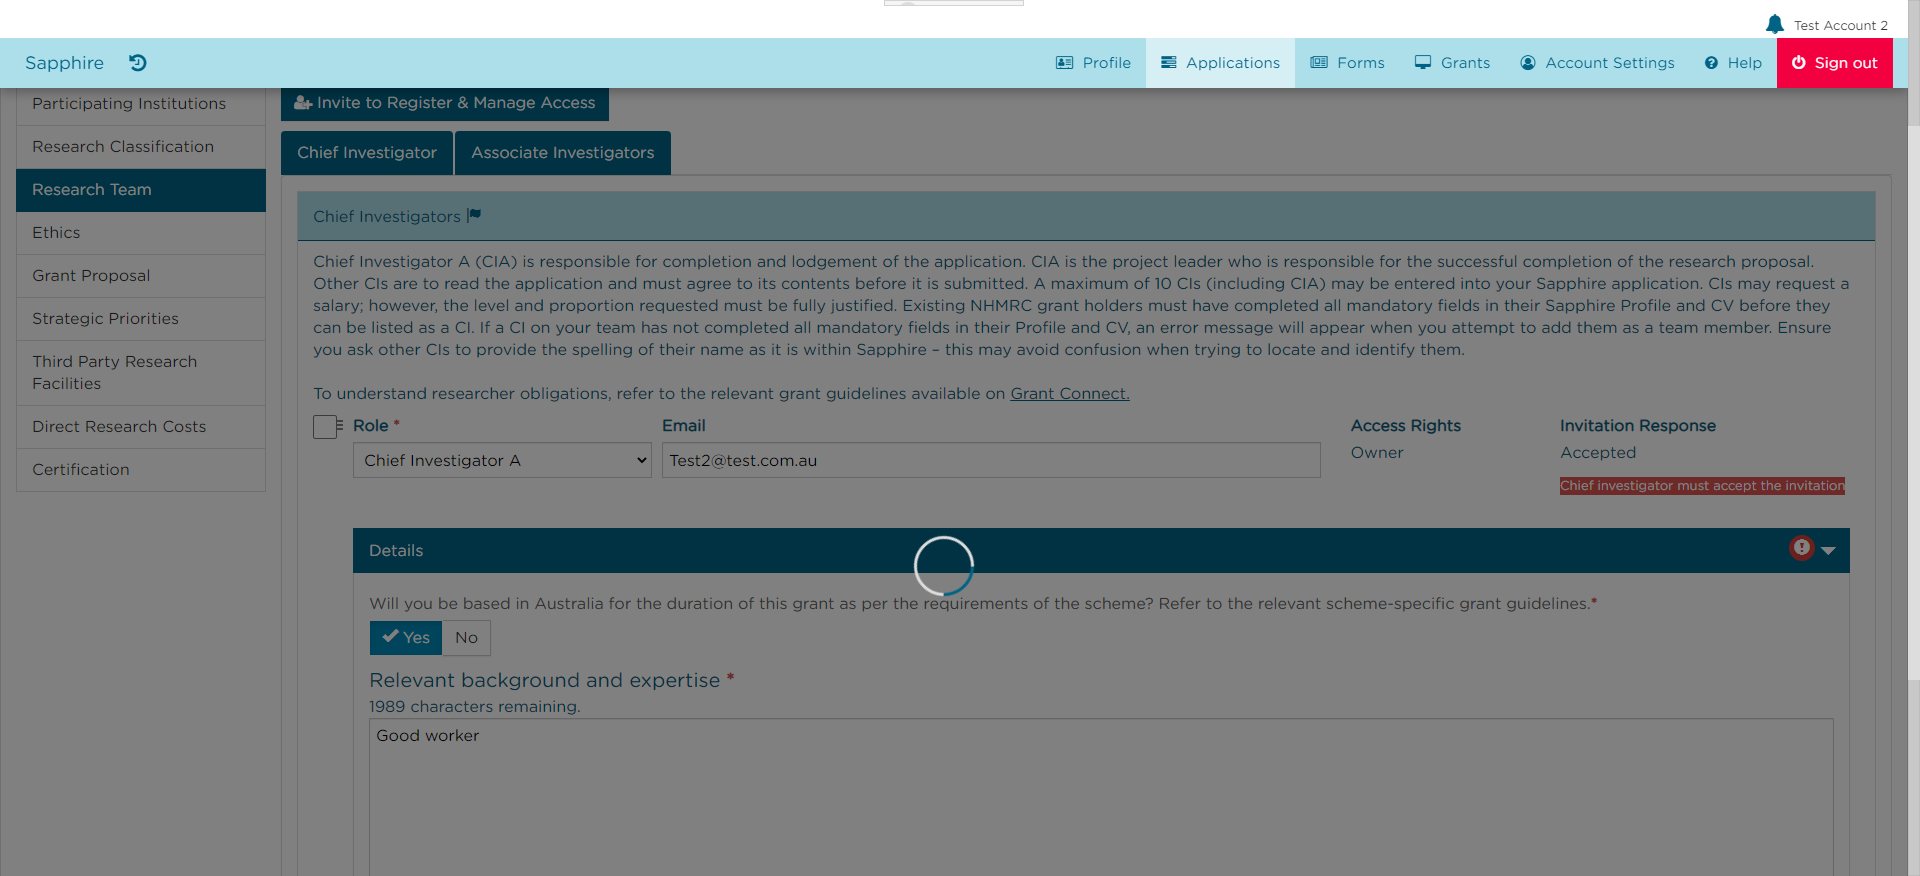 Test Account 2
Sapphire
Profile
Applications
Forms
Grants
Account Settings
Help
Sign out
Participating Institutions
Research Classification
Research Team
Ethics
Grant Proposal
Strategic Priorities
Third Party Research
Facilities
Direct Research Costs
Certification
Invite to Register & Manage Access
Chief Investigator
Associate Investigators
Chief Investigators
Chief Investigator A (CIA) is responsible for completion and lodgement of the application. CIA is the project leader who is responsible for the successful completion of the research proposal.
Other CIs are to read the application and must agree to its contents before it is submitted. A maximum of 10 CIs (including CIA) may be entered into your Sapphire application. CIs may request a
salary; however, the level and proportion requested must be fully justified. Existing NHMRC grant holders must have completed all mandatory fields in their Sapphire Profile and CV before they
can be listed as a CI. If a CI on your team has not completed all mandatory fields in their Profile and CV, an error message will appear when you attempt to add them as a team member. Ensure
you ask other CIs to provide the spelling of their name as it is within Sapphire – this may avoid confusion when trying to locate and identify them.
To understand researcher obligations, refer to the relevant grant guidelines available on Grant Connect.
Role *
Chief Investigator A
Email
Test2@test.com.au
Access Rights
Owner
Invitation Response
Accepted
Chief investigator must accept the invitation
Details
Will you be based in Australia for the duration of this grant as per the requirements of the scheme? Refer to the relevant scheme-specific grant guidelines.*
Yes
No
Relevant background and expertise *
1989 characters remaining.
Good worker